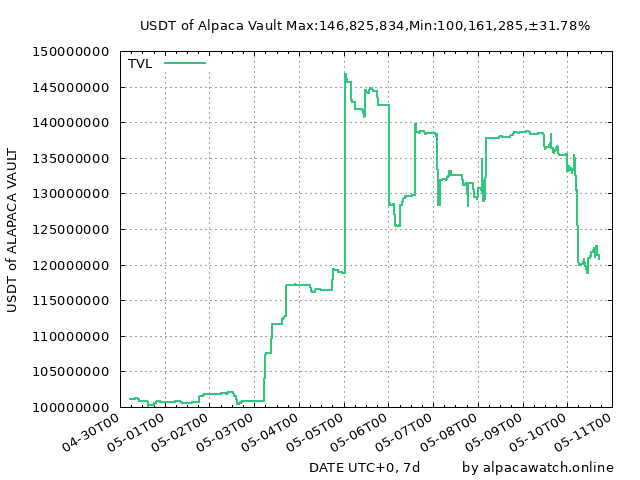 USDT of Alpaca Vault Max:146,825,834,Min:100,161,285,±31.78%
TVL
150000000
145000000
140000000
135000000
130000000
125000000
120000000
115000000
110000000
105000000
100000000
USDT of ALAPACA VAULT
04-30T00
05-01T00
05-02T00
05-03T00
05-04T00
05-05T00
05-06T00
05-07T00
05-08T00
05-09T00
05-10T00
05-11T00
DATE UTC+0, 7d
by alpacawatch.online